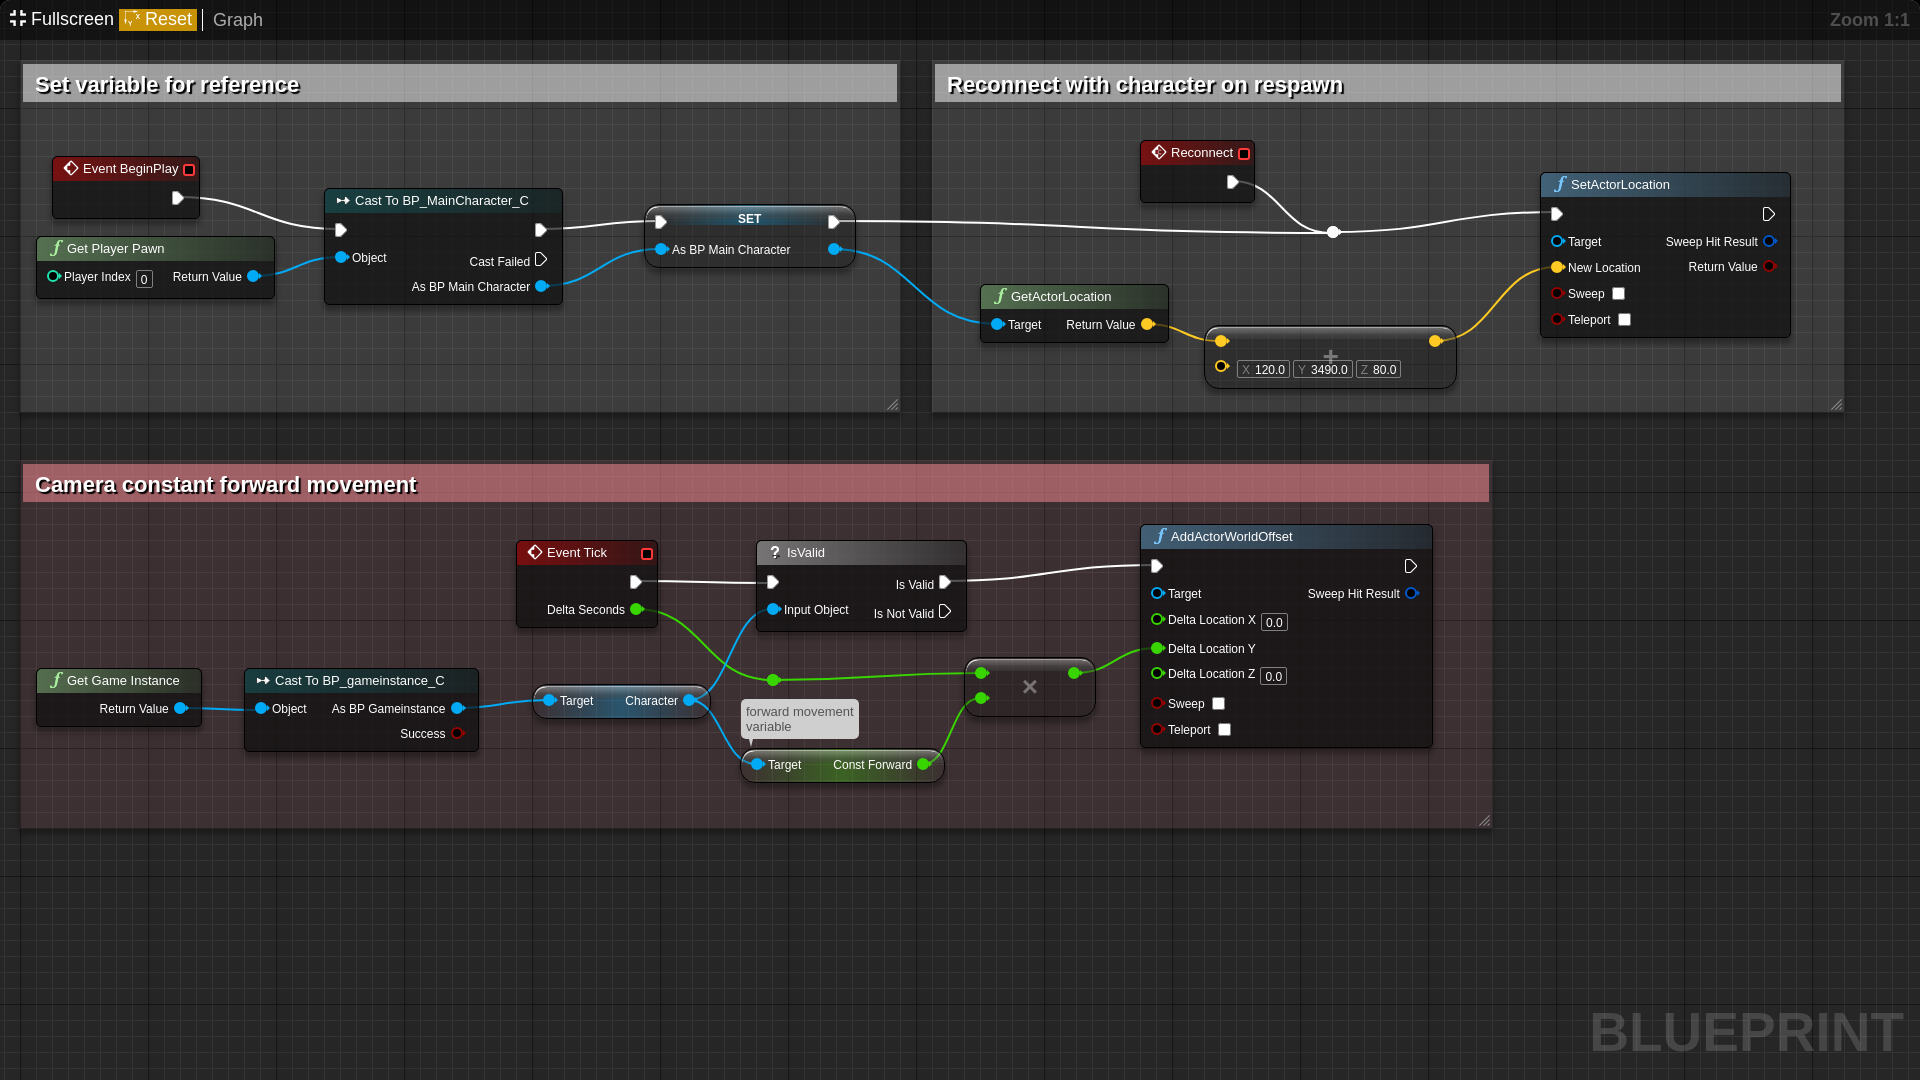 Fullscreen Reset Graph
Zoom 1:1
Set variable for reference
Event BeginPlay
Get Player Pawn
Player Index 0 Return Value
Cast To BP_MainCharacter_C
Object
Cast Failed
As BP Main Character
SET
As BP Main Character
Reconnect with character on respawn
Reconnect
GetActorLocation
Target Return Value
+
X 120.0 Y 3490.0 Z 80.0
SetActorLocation
Target Sweep Hit Result
New Location Return Value
Sweep
Teleport
Camera constant forward movement
Event Tick
Delta Seconds
? IsValid
Is Valid
Input Object
Is Not Valid
Get Game Instance
Return Value
Cast To BP_gameinstance_C
Object As BP Gameinstance
Success
Target Character
forward movement
variable
Target Const Forward
×
AddActorWorldOffset
Target Sweep Hit Result
Delta Location X 0.0
Delta Location Y
Delta Location Z 0.0
Sweep
Teleport
BLUEPRINT